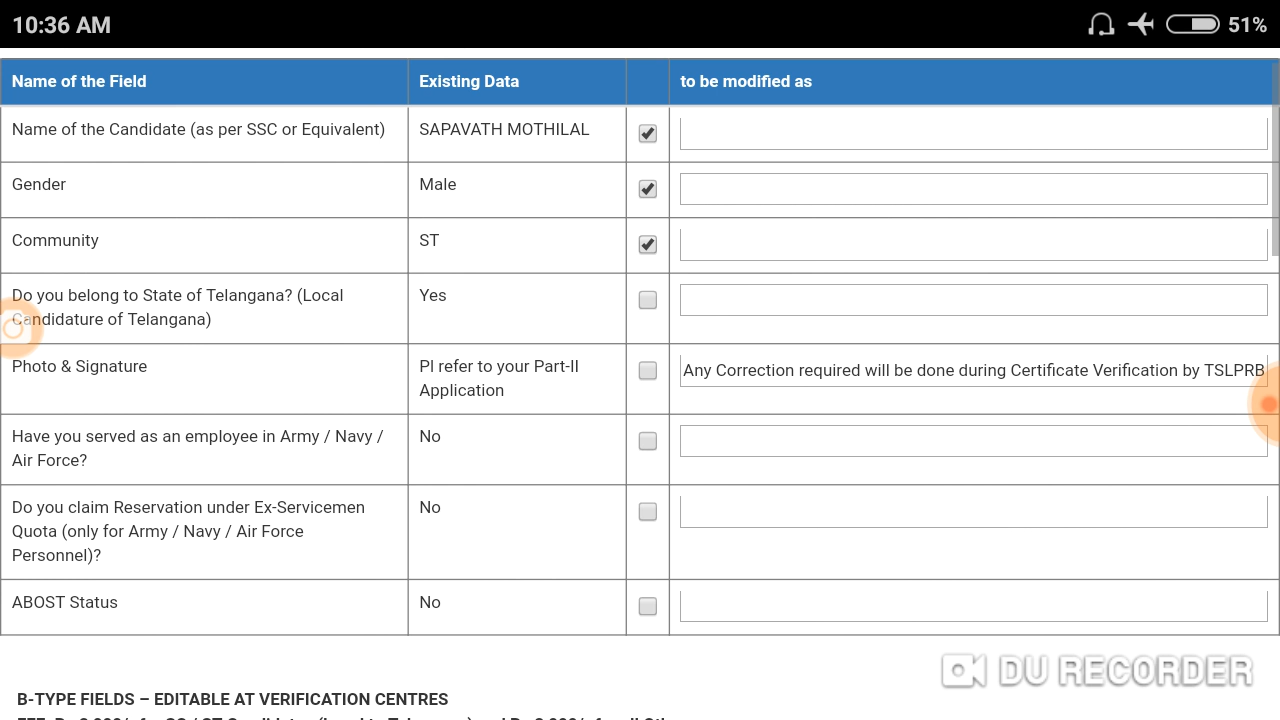 10:36 AM
51%
Name of the Field
Existing Data
to be modified as
Name of the Candidate (as per SSC or Equivalent)
SAPAVATH MOTHILAL
Gender
Male
Community
ST
Do you belong to State of Telangana? (Local
Candidature of Telangana)
Yes
Photo & Signature
Pl refer to your Part-II
Application
Any Correction required will be done during Certificate Verification by TSLPRB
Have you served as an employee in Army / Navy /
Air Force?
No
Do you claim Reservation under Ex-Servicemen
Quota (only for Army / Navy / Air Force
Personnel)?
No
ABOST Status
No
DU RECORDER
B-TYPE FIELDS – EDITABLE AT VERIFICATION CENTRES